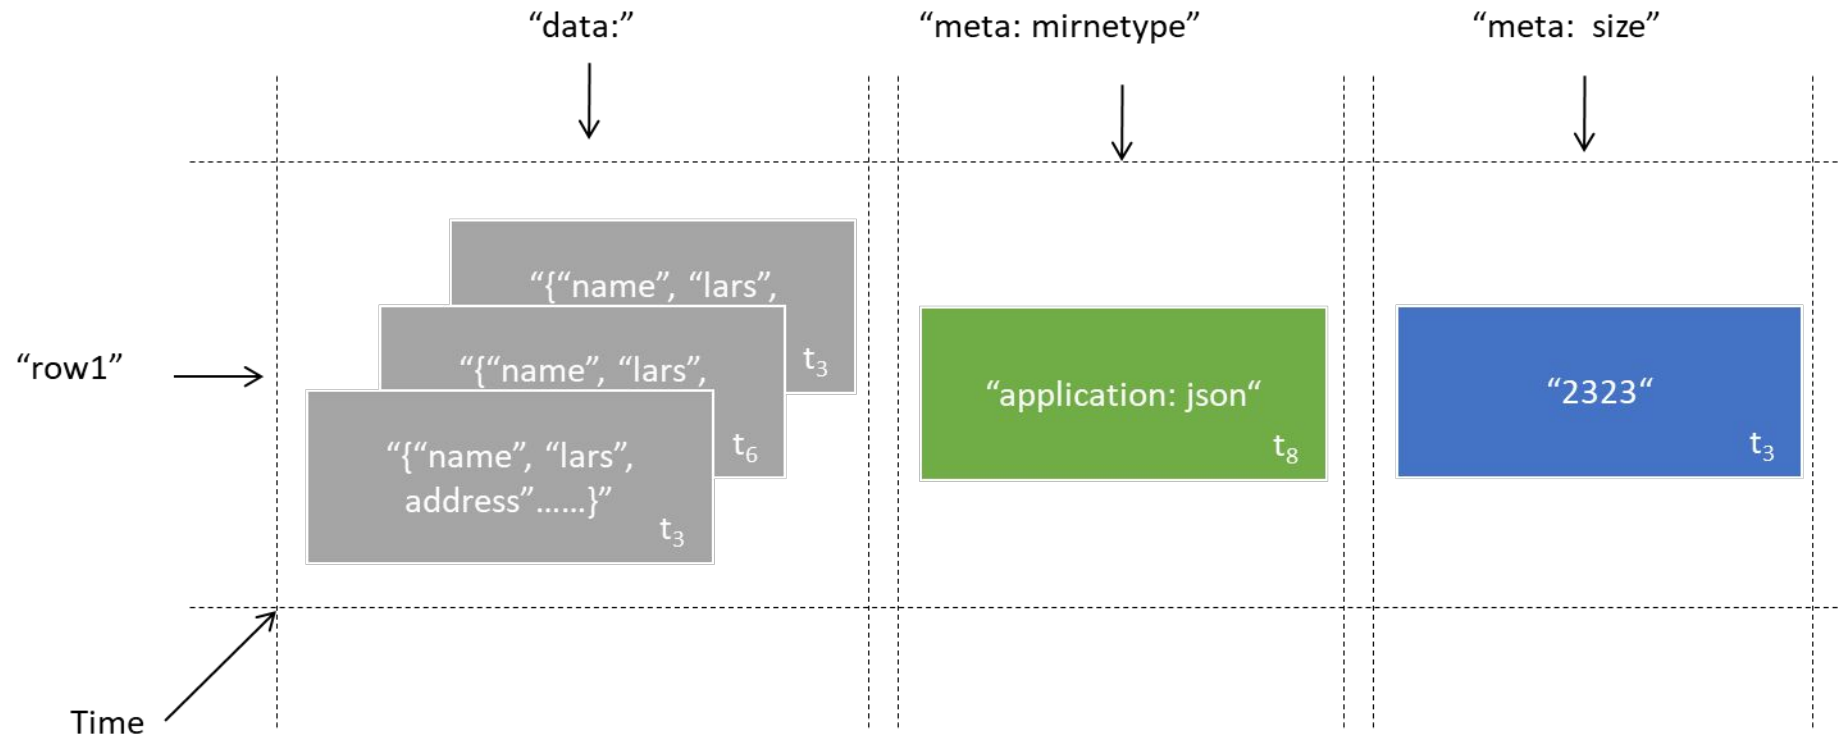 “data:”
“meta: mirnetype”
“meta:  size”
“{“name”, “lars”,
t3
“{“name”, “lars”,
t6
“{“name”, “lars”,
address”......}”
t3
“row1”
“application: json“
t8
“2323“
t3
Time